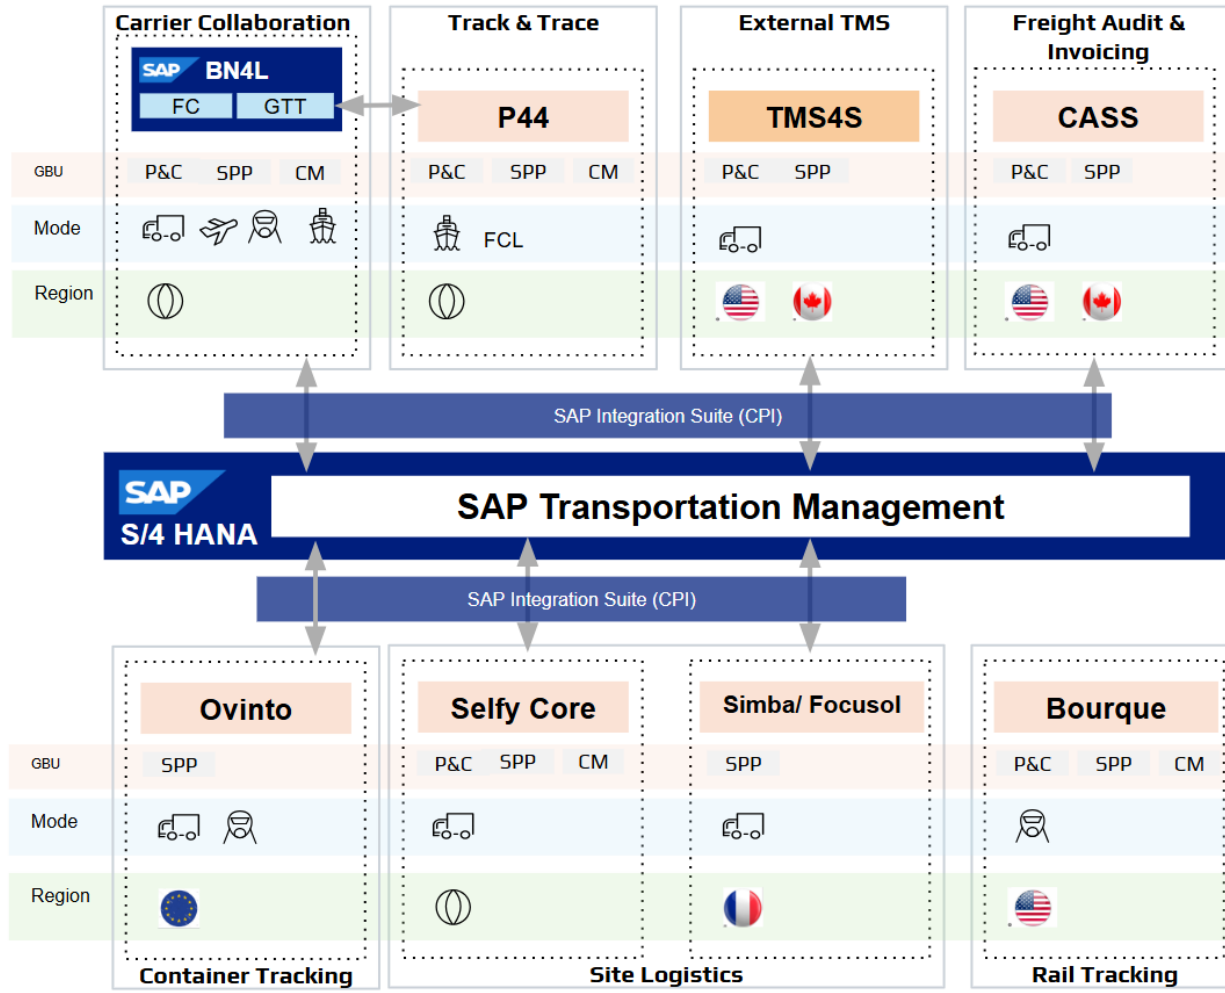 Carrier Collaboration
Track & Trace
External TMS
Freight Audit &
Invoicing
SAP BN4L
FC GTT
P44
TMS4S
CASS
GBU P&C SPP CM P&C SPP CM P&C SPP P&C SPP
Mode FCL
Region
SAP Integration Suite (CPI)
SAP
S/4 HANA
SAP Transportation Management
SAP Integration Suite (CPI)
Ovinto
Selfy Core
Simba/ Focusol
Bourque
GBU SPP P&C SPP CM SPP P&C SPP CM
Mode
Region
Container Tracking
Site Logistics
Rail Tracking